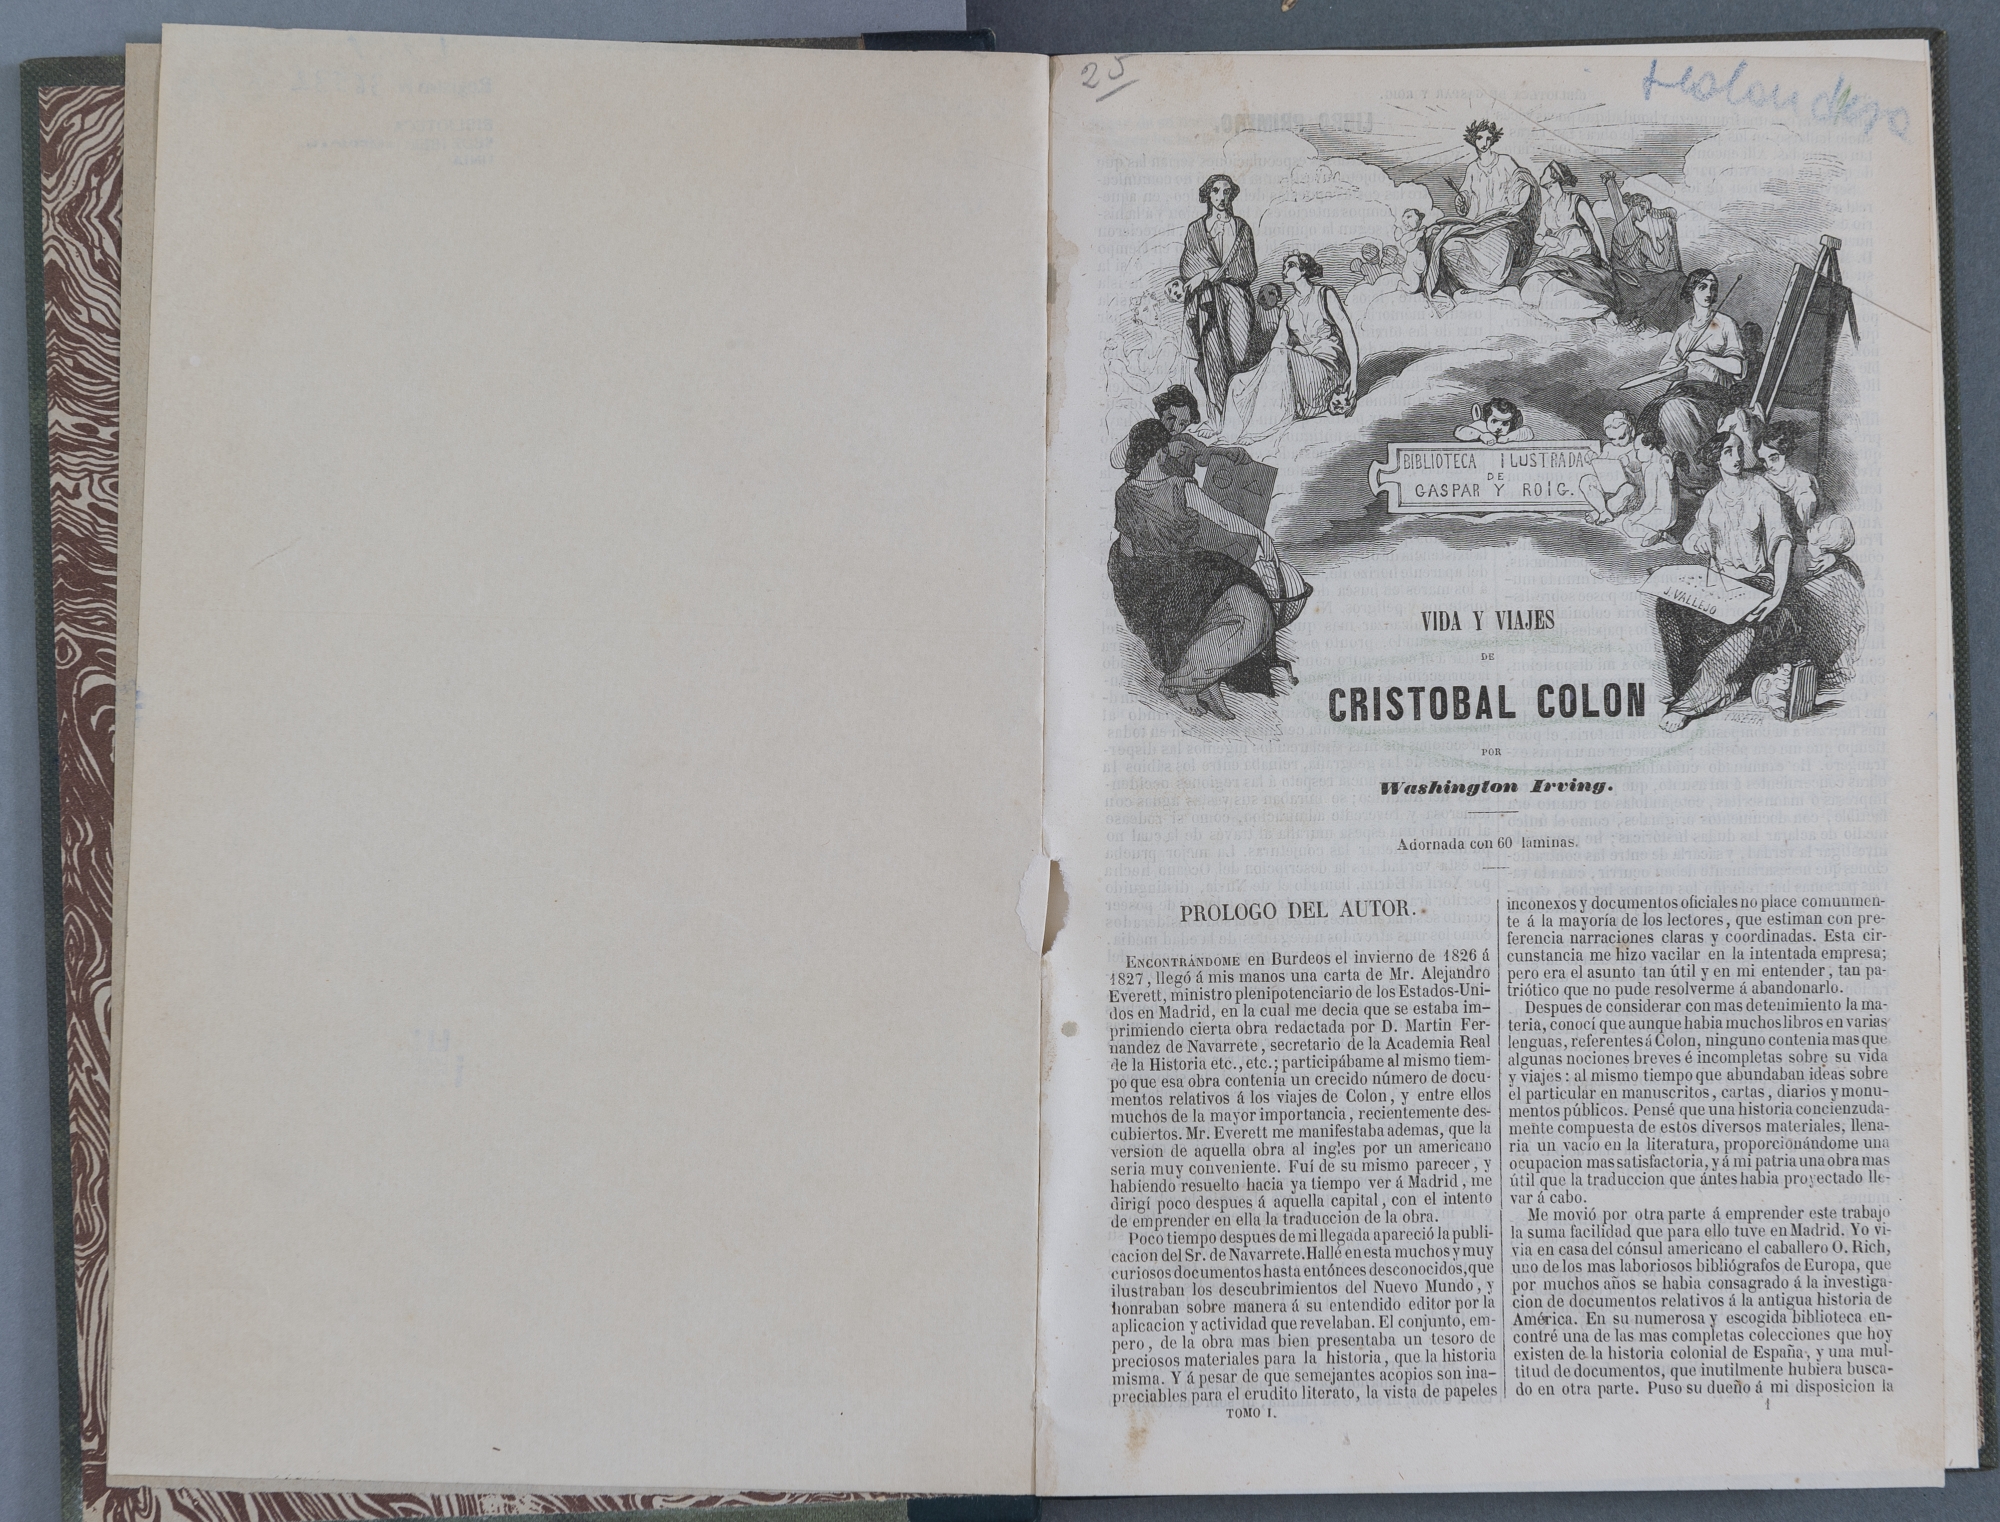 25
BIBLIOTECA ILUSTRADA
DE
GASPAR Y ROIG.
J. VALLEJO
VIDA Y VIAJES
DE
CRISTOBAL COLON
POR
Washington Irving.
Adornada con 60 laminas.
PROLOGO DEL AUTOR.
ENCONTRÁNDOME en Burdeos el invierno de 1826 á
1827, llegó á mis manos una carta de Mr. Alejandro
Everett, ministro plenipotenciario de los Estados-Uni-
dos en Madrid, en la cual me decia que se estaba im-
primiendo cierta obra redactada por D. Martin Fer-
nandez de Navarrete, secretario de la Academia Real
de la Historia etc., etc.; participábame al mismo tiem-
po que esa obra contenia un crecido número de docu-
mentos relativos á los viajes de Colon, y entre ellos
muchos de la mayor importancia, recientemente des-
cubiertos. Mr. Everett me manifestaba ademas, que la
version de aquella obra al ingles por un americano
seria muy conveniente. Fuí de su mismo parecer, y
habiendo resuelto hacia ya tiempo ver á Madrid, me
dirigí poco despues á aquella capital, con el intento
de emprender en ella la traduccion de la obra.
Poco tiempo despues de mi llegada apareció la publi-
cacion del Sr. de Navarrete. Hallé en esta muchos y muy
curiosos documentos hasta entónces desconocidos, que
ilustraban los descubrimientos del Nuevo Mundo, y
honraban sobre manera á su entendido editor por la
aplicacion y actividad que revelaban. El conjunto, em-
pero, de la obra mas bien presentaba un tesoro de
preciosos materiales para la historia, que la historia
misma. Y á pesar de que semejantes acopios son ina-
preciables para el erudito literato, la vista de papeles
TOMO I.
inconexos y documentos oficiales no place comunmen-
te á la mayoría de los lectores, que estiman con pre-
ferencia narraciones claras y coordinadas. Esta cir-
cunstancia me hizo vacilar en la intentada empresa;
pero era el asunto tan útil y en mi entender, tan pa-
triótico que no pude resolverme á abandonarlo.
Despues de considerar con mas detenimiento la ma-
teria, conocí que aunque habia muchos libros en varias
lenguas, referentes á Colon, ninguno contenia mas que
algunas nociones breves é incompletas sobre su vida
y viajes: al mismo tiempo que abundaban ideas sobre
el particular en manuscritos, cartas, diarios y monu-
mentos públicos. Pensé que una historia concienzuda-
mente compuesta de estos diversos materiales, llena-
ria un vacío en la literatura, proporcionándome una
ocupacion mas satisfactoria, y á mi patria una obra mas
útil que la traduccion que ántes habia proyectado lle-
var á cabo.
Me movió por otra parte á emprender este trabajo
la suma facilidad que para ello tuve en Madrid. Yo vi-
via en casa del cónsul americano el caballero O. Rich,
uno de los mas laboriosos bibliógrafos de Europa, que
por muchos años se habia consagrado á la investiga-
cion de documentos relativos á la antigua historia de
América. En su numerosa y escogida biblioteca en-
contré una de las mas completas colecciones que hoy
existen de la historia colonial de España, y una mul-
titud de documentos, que inutilmente hubiera busca-
do en otra parte. Puso su dueño á mi disposicion la
1